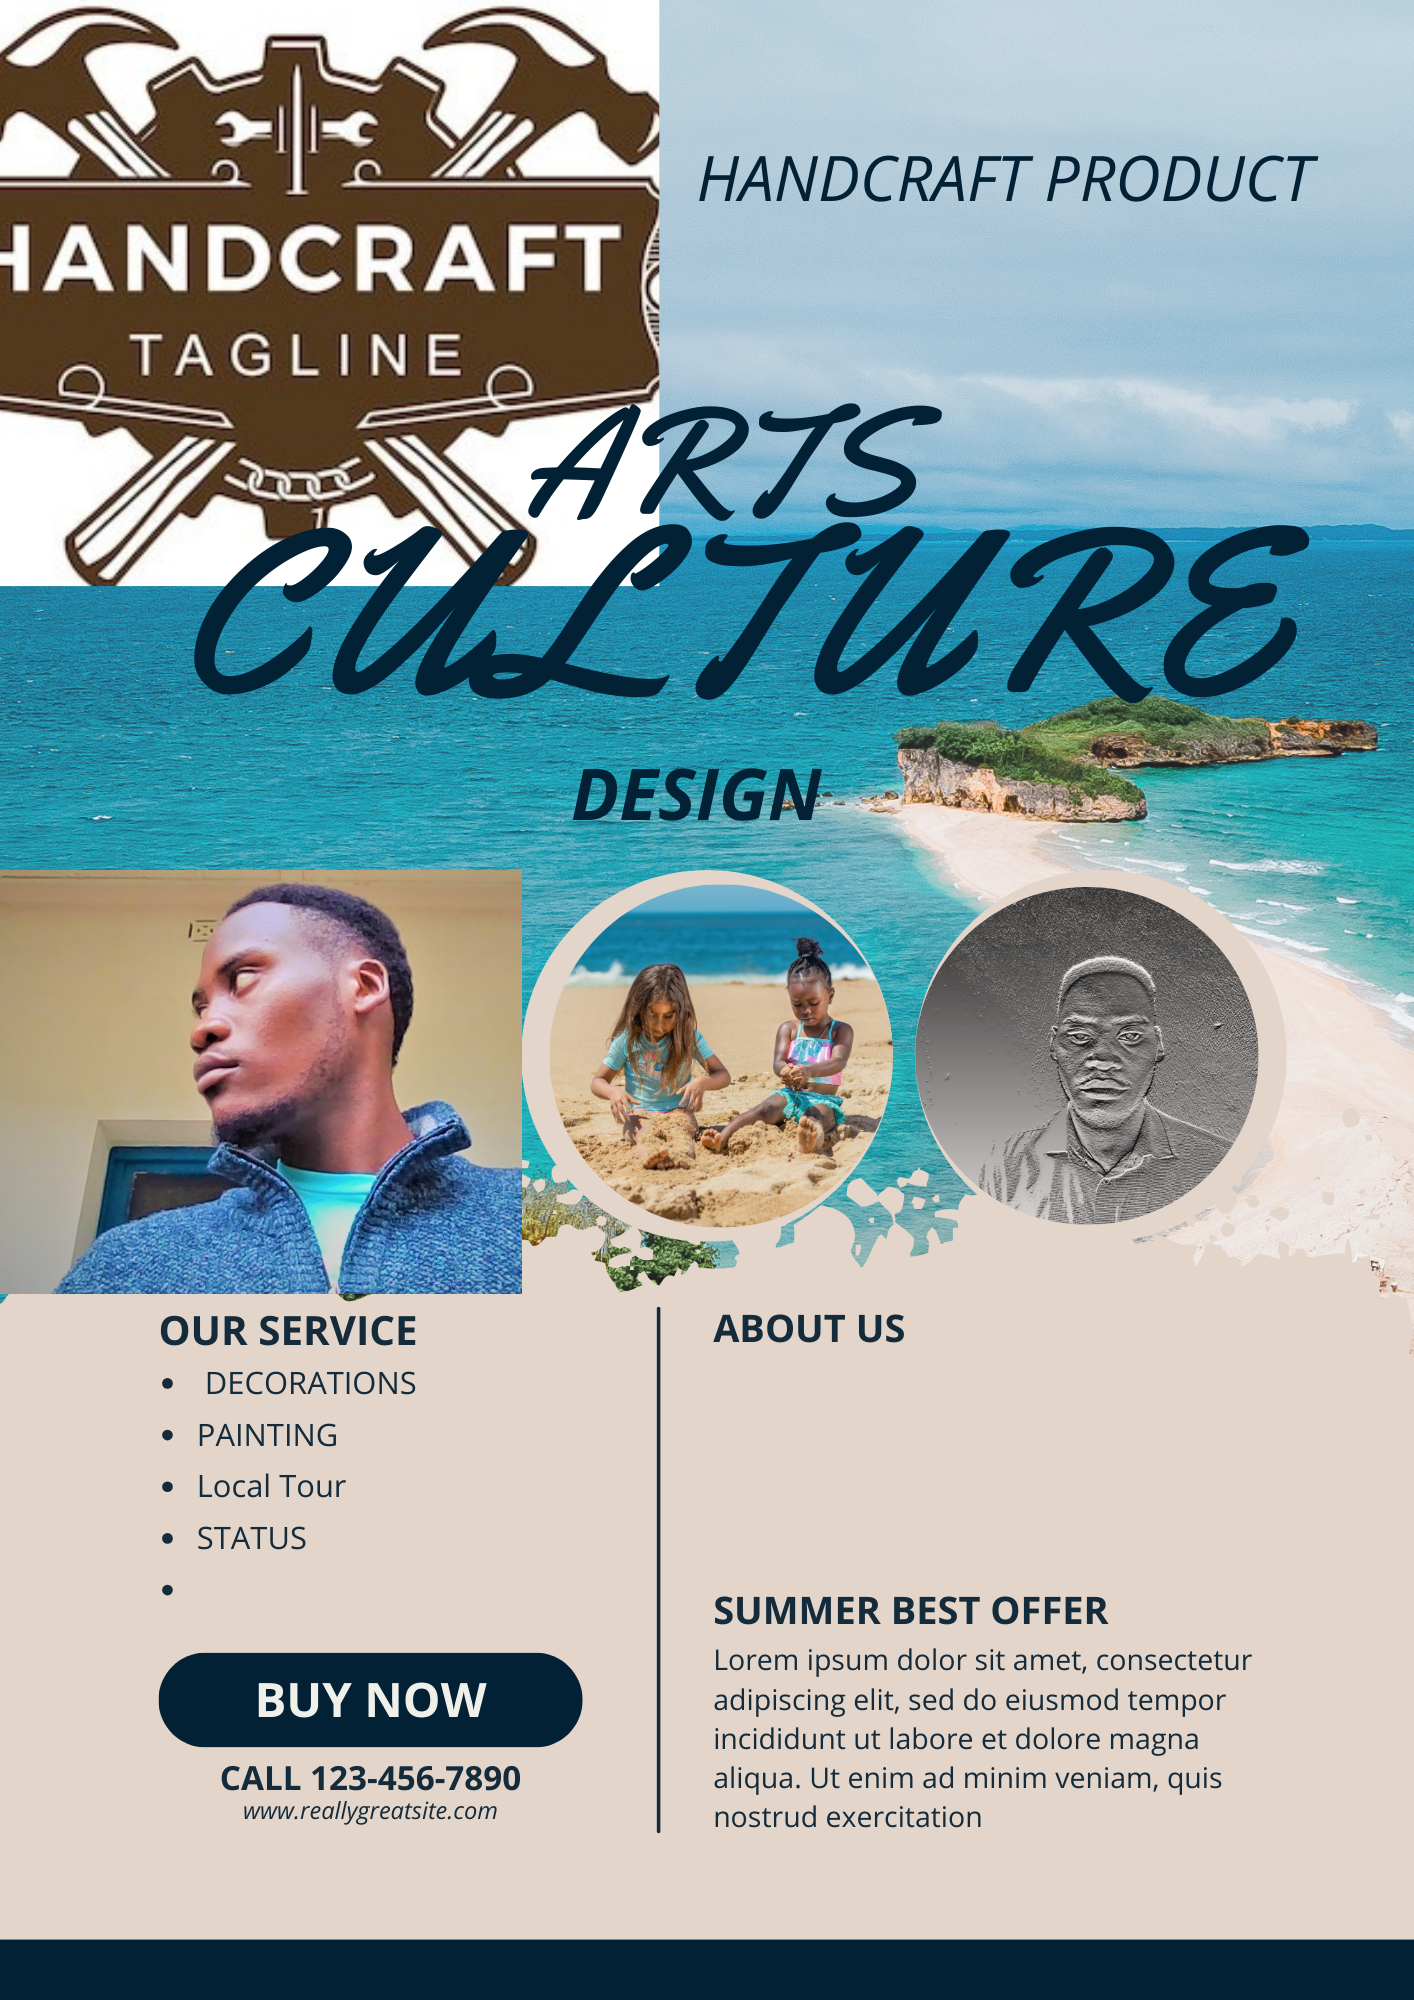 HANDCRAFT
TAGLINE
HANDCRAFT PRODUCT
ARTS
CULTURE
DESIGN
OUR SERVICE
• DECORATIONS
• PAINTING
• Local Tour
• STATUS
•
BUY NOW
CALL 123-456-7890
www.reallygreatsite.com
ABOUT US
SUMMER BEST OFFER
Lorem ipsum dolor sit amet, consectetur
adipiscing elit, sed do eiusmod tempor
incididunt ut labore et dolore magna
aliqua. Ut enim ad minim veniam, quis
nostrud exercitation